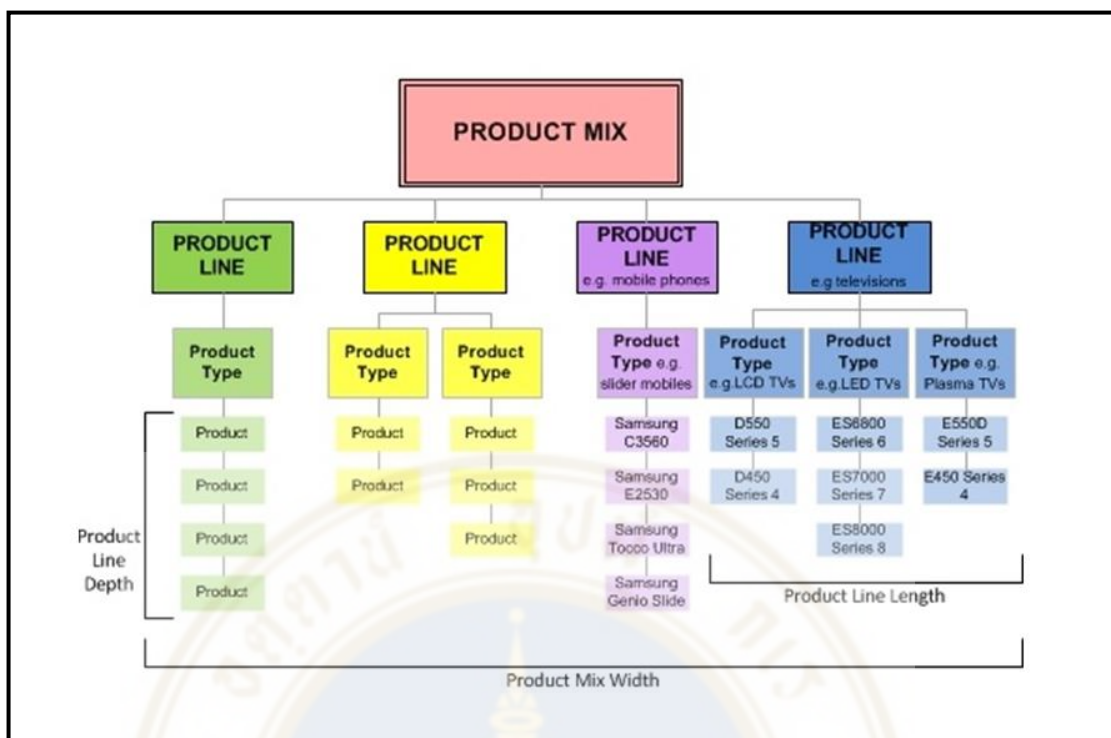 PRODUCT MIX
PRODUCT
LINE
PRODUCT
LINE
PRODUCT
LINE
e.g. mobile phones
PRODUCT
LINE
e.g televisions
Product
Type
Product
Type
Product
Type
Product
Type e.g.
slider mobiles
Product
Type
e.g.LCD TVs
Product
Type
e.g.LED TVs
Product
Type e.g.
Plasma TVs
Product
Product
Product
Product
Product
Product
Product
Product
Product
Samsung
C3560
Samsung
E2530
Samsung
Tocco Ultra
Samsung
Genio Slide
D550
Series 5
D450
Series 4
ES6800
Series 6
ES7000
Series 7
ES8000
Series 8
E550D
Series 5
E450 Series
4
Product
Line
Depth
Product Line Length
Product Mix Width